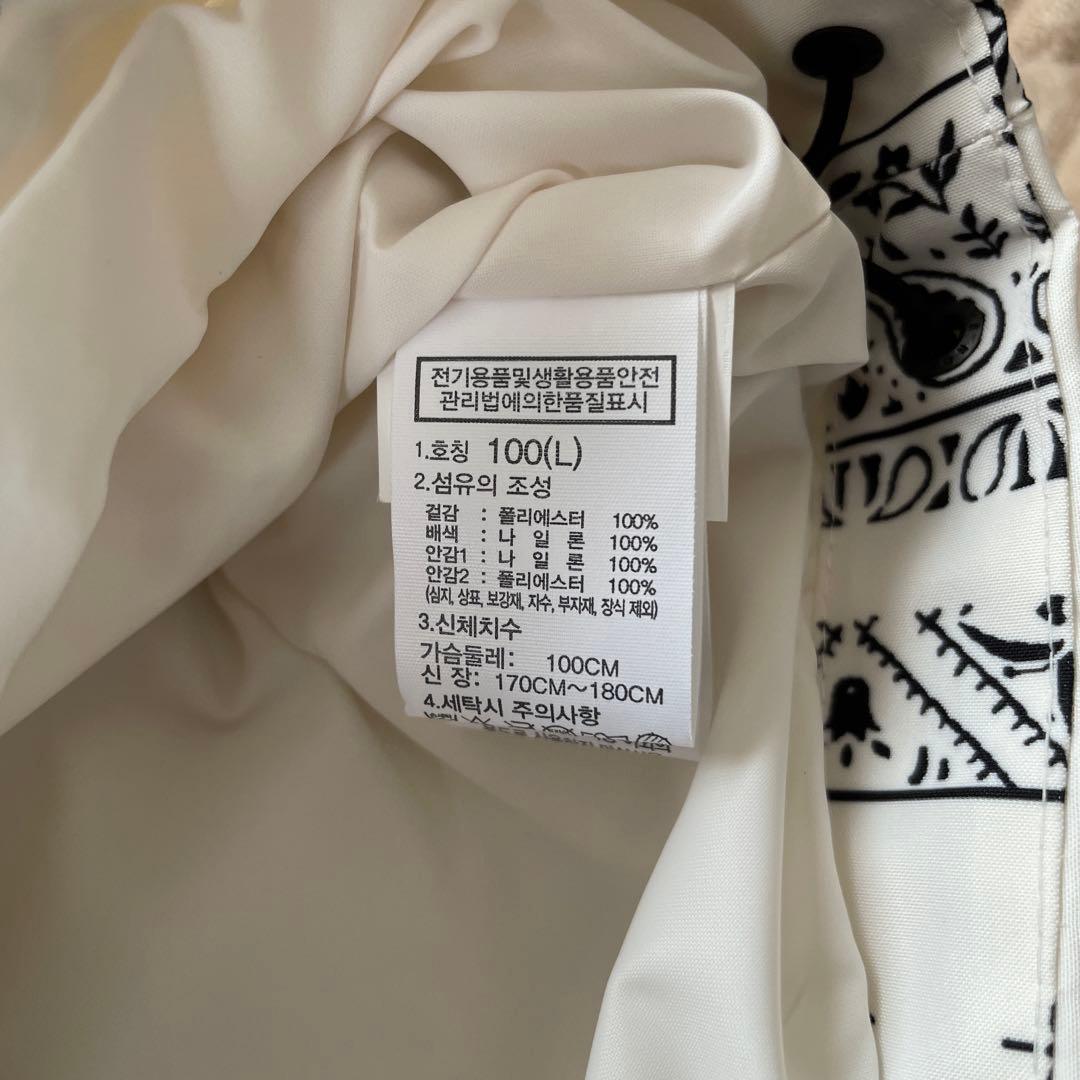 전기용품및생활용품안전
관리법에의한품질표시
1.호칭 100(L)
2.섬유의 조성
겉감 : 폴리에스터 100%
배색 : 나 일 론 100%
안감1 : 나 일 론 100%
안감2 : 폴리에스터 100%
(심지, 상표, 보강재, 자수, 부자재, 장식 제외)
3.신체치수
가슴둘레: 100CM
신 장: 170CM~180CM
4.세탁시 주의사항